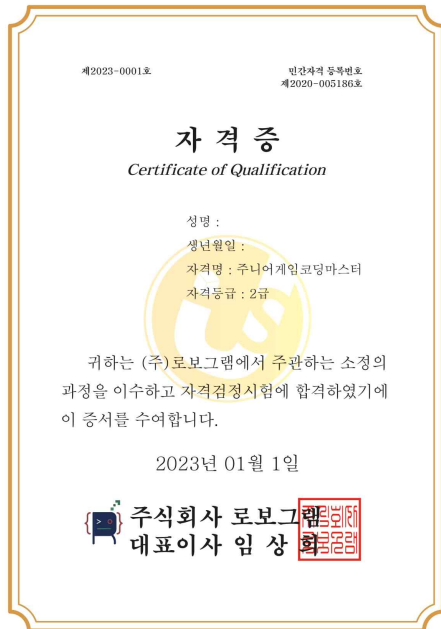 제2023-0001호
민간자격 등록번호
제2020-005186호
자 격 증
Certificate of Qualification
성명 :
생년월일 :
자격명 : 주니어게임코딩마스터
자격등급 : 2급
귀하는 (주)로보그램에서 주관하는 소정의
과정을 이수하고 자격검정시험에 합격하였기에
이 증서를 수여합니다.
2023년 01월 1일
주식회사 로보그램
대표이사 임 상 회